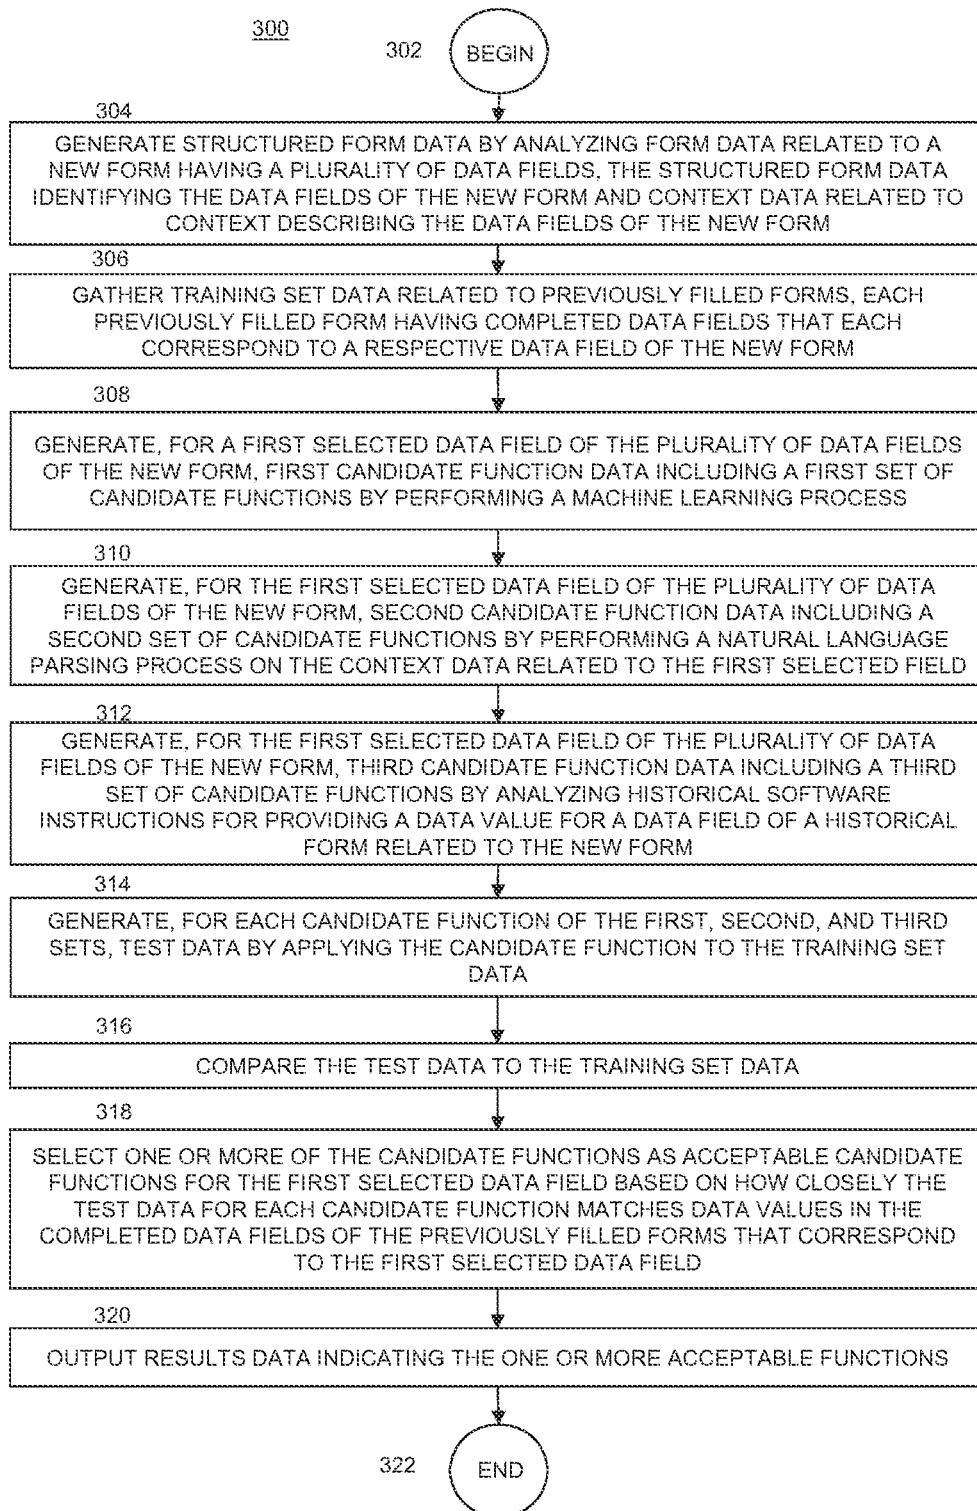 300
302
BEGIN
304
GENERATE STRUCTURED FORM DATA BY ANALYZING FORM DATA RELATED TO A
NEW FORM HAVING A PLURALITY OF DATA FIELDS, THE STRUCTURED FORM DATA
IDENTIFYING THE DATA FIELDS OF THE NEW FORM AND CONTEXT DATA RELATED TO
CONTEXT DESCRIBING THE DATA FIELDS OF THE NEW FORM
306
GATHER TRAINING SET DATA RELATED TO PREVIOUSLY FILLED FORMS, EACH
PREVIOUSLY FILLED FORM HAVING COMPLETED DATA FIELDS THAT EACH
CORRESPOND TO A RESPECTIVE DATA FIELD OF THE NEW FORM
308
GENERATE, FOR A FIRST SELECTED DATA FIELD OF THE PLURALITY OF DATA FIELDS
OF THE NEW FORM, FIRST CANDIDATE FUNCTION DATA INCLUDING A FIRST SET OF
CANDIDATE FUNCTIONS BY PERFORMING A MACHINE LEARNING PROCESS
310
GENERATE, FOR THE FIRST SELECTED DATA FIELD OF THE PLURALITY OF DATA
FIELDS OF THE NEW FORM, SECOND CANDIDATE FUNCTION DATA INCLUDING A
SECOND SET OF CANDIDATE FUNCTIONS BY PERFORMING A NATURAL LANGUAGE
PARSING PROCESS ON THE CONTEXT DATA RELATED TO THE FIRST SELECTED FIELD
312
GENERATE, FOR THE FIRST SELECTED DATA FIELD OF THE PLURALITY OF DATA
FIELDS OF THE NEW FORM, THIRD CANDIDATE FUNCTION DATA INCLUDING A THIRD
SET OF CANDIDATE FUNCTIONS BY ANALYZING HISTORICAL SOFTWARE
INSTRUCTIONS FOR PROVIDING A DATA VALUE FOR A DATA FIELD OF A HISTORICAL
FORM RELATED TO THE NEW FORM
314
GENERATE, FOR EACH CANDIDATE FUNCTION OF THE FIRST, SECOND, AND THIRD
SETS, TEST DATA BY APPLYING THE CANDIDATE FUNCTION TO THE TRAINING SET
DATA
316
COMPARE THE TEST DATA TO THE TRAINING SET DATA
318
SELECT ONE OR MORE OF THE CANDIDATE FUNCTIONS AS ACCEPTABLE CANDIDATE
FUNCTIONS FOR THE FIRST SELECTED DATA FIELD BASED ON HOW CLOSELY THE
TEST DATA FOR EACH CANDIDATE FUNCTION MATCHES DATA VALUES IN THE
COMPLETED DATA FIELDS OF THE PREVIOUSLY FILLED FORMS THAT CORRESPOND
TO THE FIRST SELECTED DATA FIELD
320
OUTPUT RESULTS DATA INDICATING THE ONE OR MORE ACCEPTABLE FUNCTIONS
322
END